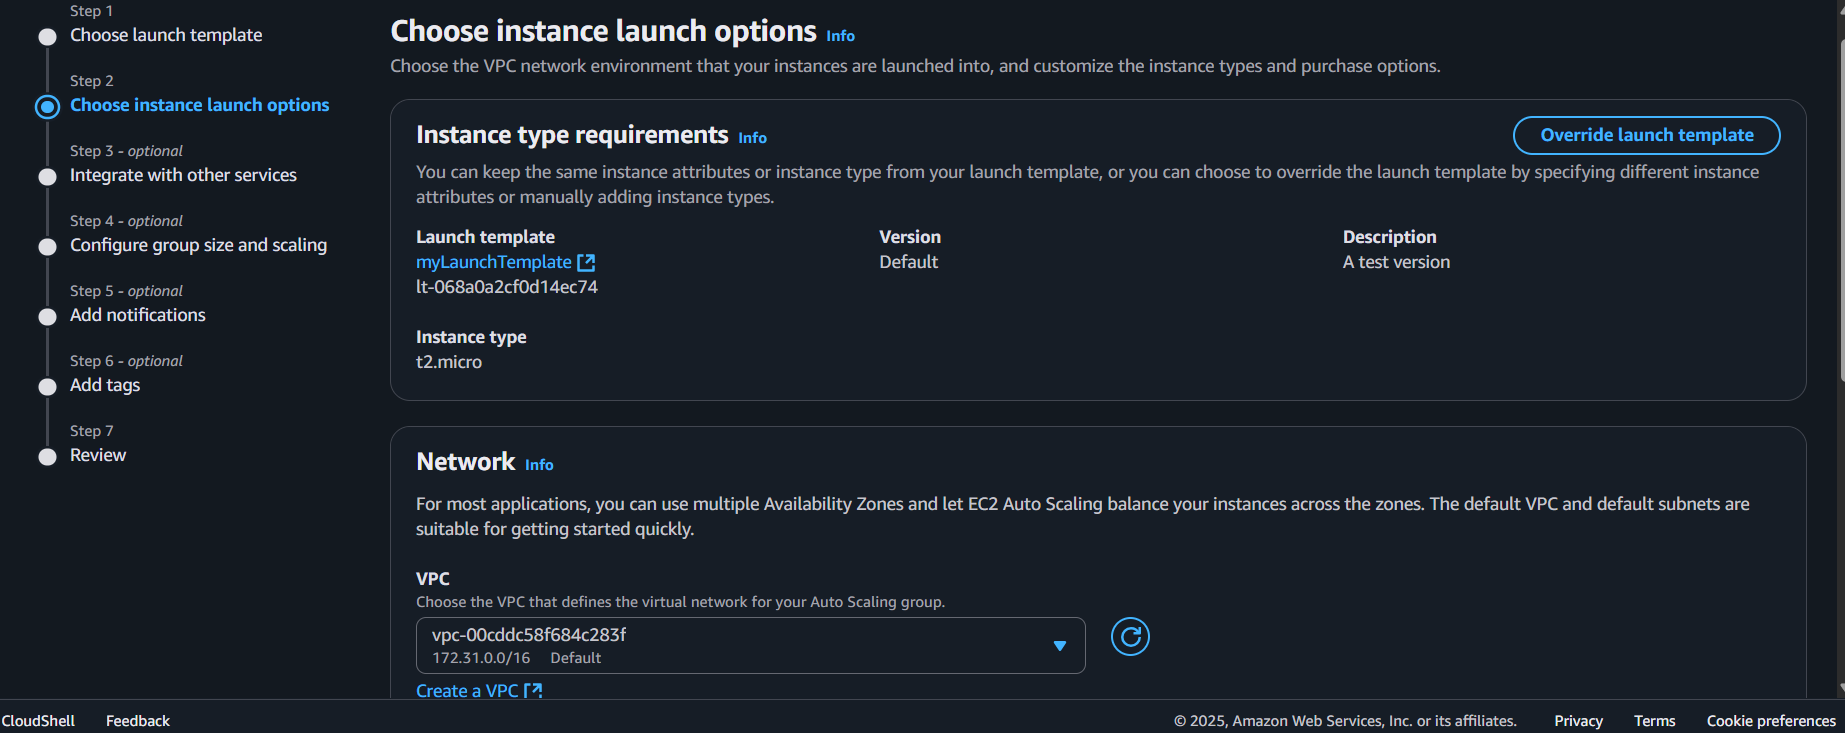 Step 1
Choose launch template
Step 2
Choose instance launch options
Step 3 - optional
Integrate with other services
Step 4 - optional
Configure group size and scaling
Step 5 - optional
Add notifications
Step 6 - optional
Add tags
Step 7
Review
Choose instance launch options Info
Choose the VPC network environment that your instances are launched into, and customize the instance types and purchase options.
Instance type requirements Info
Override launch template
You can keep the same instance attributes or instance type from your launch template, or you can choose to override the launch template by specifying different instance
attributes or manually adding instance types.
Launch template
myLaunchTemplate
lt-068a0a2cf0d14ec74
Version
Default
Description
A test version
Instance type
t2.micro
Network Info
For most applications, you can use multiple Availability Zones and let EC2 Auto Scaling balance your instances across the zones. The default VPC and default subnets are
suitable for getting started quickly.
VPC
Choose the VPC that defines the virtual network for your Auto Scaling group.
vpc-00cddc58f684c283f
172.31.0.0/16 Default
Create a VPC
CloudShell Feedback © 2025, Amazon Web Services, Inc. or its affiliates. Privacy Terms Cookie preferences